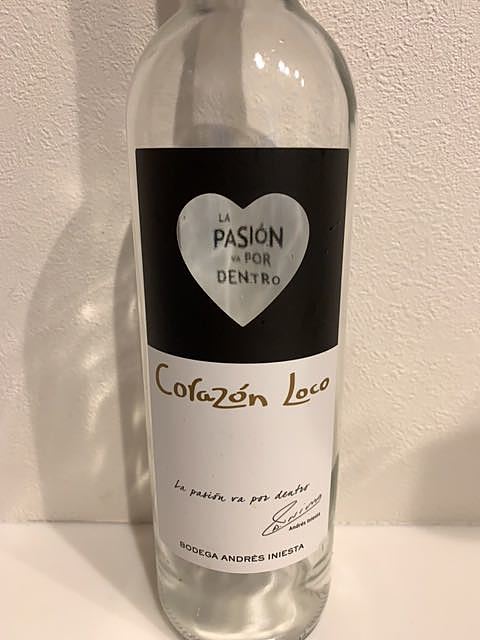 LA
PASIÓN
VA POR
DENTRO
Corazón Loco
La pasión va por dentro
Andrés Iniesta
BODEGA ANDRÉS INIESTA